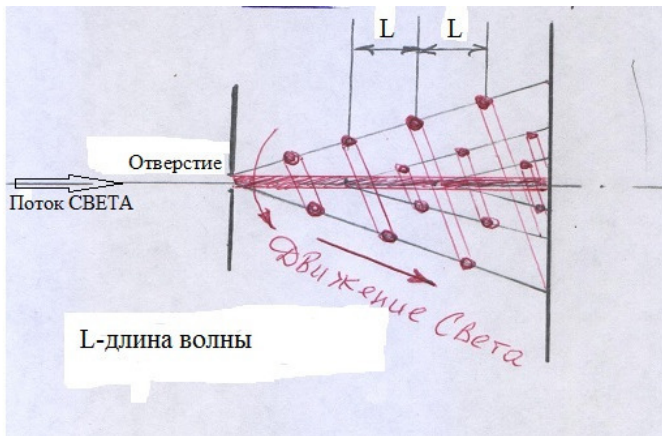 L L
Отверстие
Поток СВЕТА
Движение Света
L-длина волны